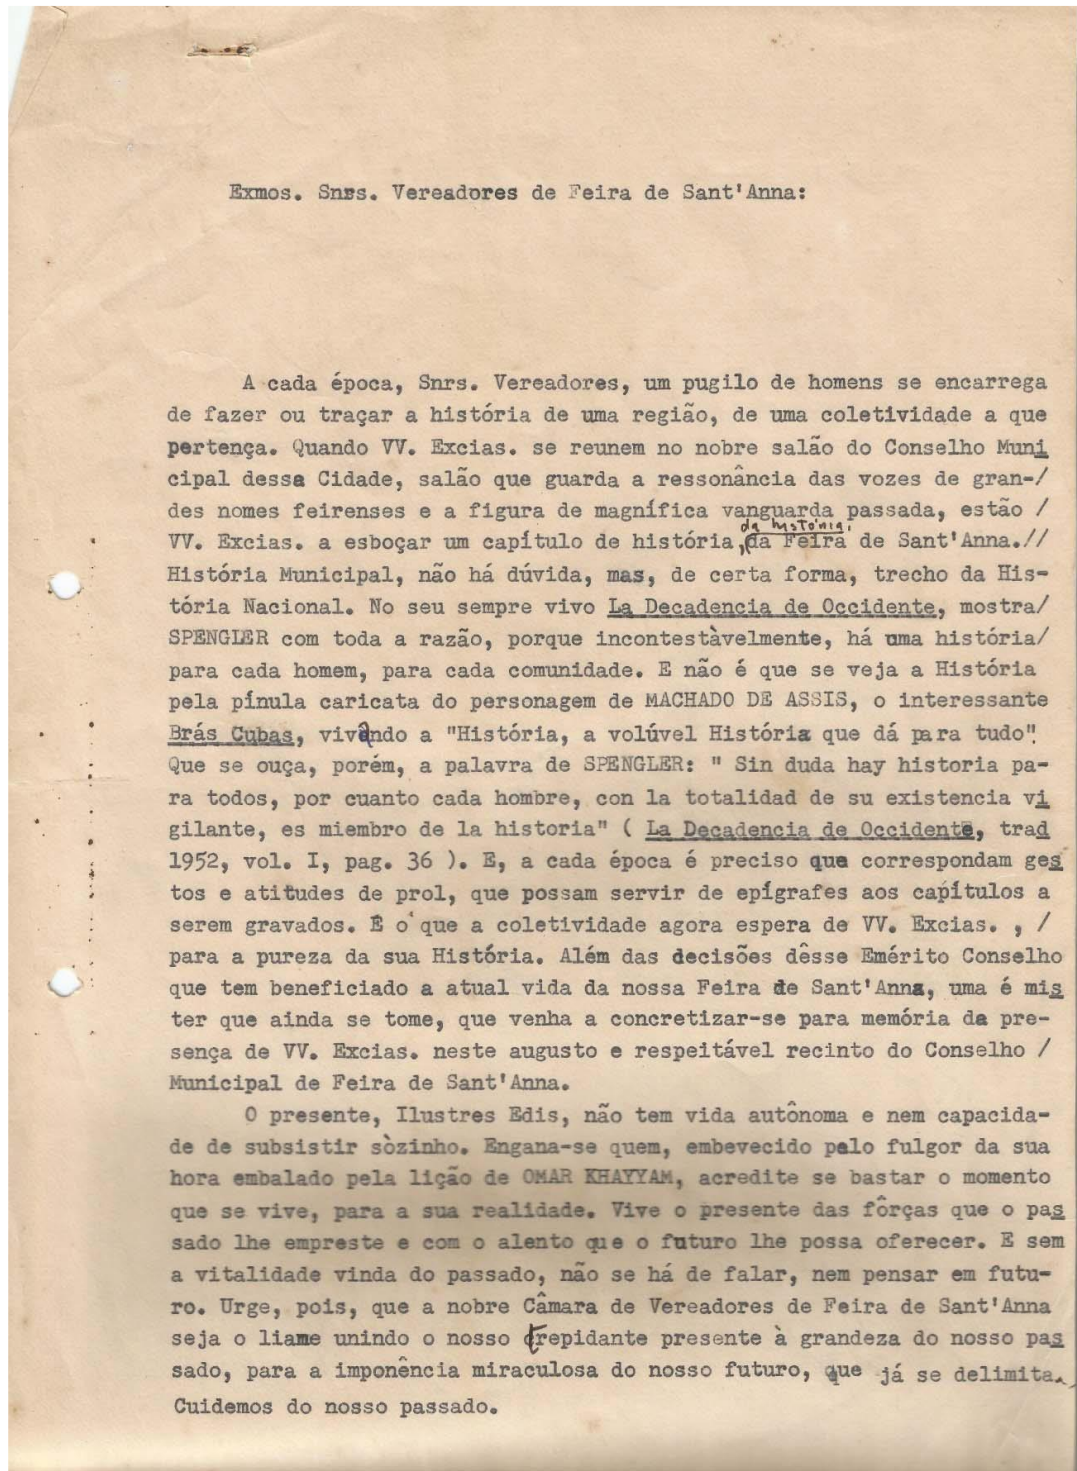 Exmos. Snrs. Vereadores de Feira de Sant'Anna:
A cada época, Snrs. Vereadores, um pugilo de homens se encarrega
de fazer ou traçar a história de uma região, de uma coletividade a que
pertença. Quando VV. Excias. se reunem no nobre salão do Conselho Muni
cipal dessa Cidade, salão que guarda a ressonância das vozes de gran-/
des nomes feirenses e a figura de magnífica vanguarda passada, estão /
da história,
VV. Excias. a esboçar um capítulo de história, da Feira de Sant'Anna.//
História Municipal, não há dúvida, mas, de certa forma, trecho da His-
tória Nacional. No seu sempre vivo La Decadencia de Occidente, mostra/
SPENGLER com toda a razão, porque incontestàvelmente, há uma história/
para cada homem, para cada comunidade. E não é que se veja a História
pela pínula caricata do personagem de MACHADO DE ASSIS, o interessante
Brás Cubas, vivendo a "História, a volúvel História que dá para tudo".
Que se ouça, porém, a palavra de SPENGLER: " Sin duda hay historia pa-
ra todos, por cuanto cada hombre, con la totalidad de su existencia vi
gilante, es miembro de la historia" ( La Decadencia de Occidente, trad
1952, vol. I, pag. 36 ). E, a cada época é preciso que correspondam ges
tos e atitudes de prol, que possam servir de epígrafes aos capítulos a
serem gravados. É o que a coletividade agora espera de VV. Excias. , /
para a pureza da sua História. Além das decisões dêsse Emérito Conselho
que tem beneficiado a atual vida da nossa Feira de Sant'Anna, uma é mis
ter que ainda se tome, que venha a concretizar-se para memória da pre-
sença de VV. Excias. neste augusto e respeitável recinto do Conselho /
Municipal de Feira de Sant'Anna.
O presente, Ilustres Edis, não tem vida autônoma e nem capacida-
de de subsistir sòzinho. Engana-se quem, embevecido pelo fulgor da sua
hora embalado pela lição de OMAR KHAYYAM, acredite se bastar o momento
que se vive, para a sua realidade. Vive o presente das fôrças que o pas
sado lhe empreste e com o alento que o futuro lhe possa oferecer. E sem
a vitalidade vinda do passado, não se há de falar, nem pensar em futu-
ro. Urge, pois, que a nobre Câmara de Vereadores de Feira de Sant'Anna
seja o liame unindo o nosso trepidante presente à grandeza do nosso pas
sado, para a imponência miraculosa do nosso futuro, que já se delimita.
Cuidemos do nosso passado.